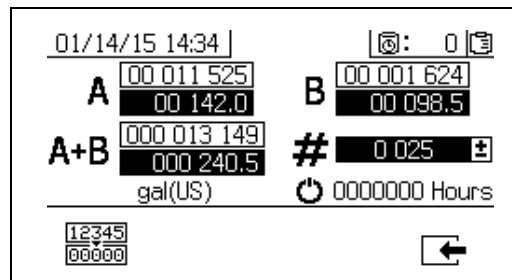 01/14/15 14:34 : 0
A 00 011 525 B 00 001 624
00 142.0 00 098.5
A+B 000 013 149 # 0 025 ±
000 240.5
gal(US) 0000000 Hours
12345
00000